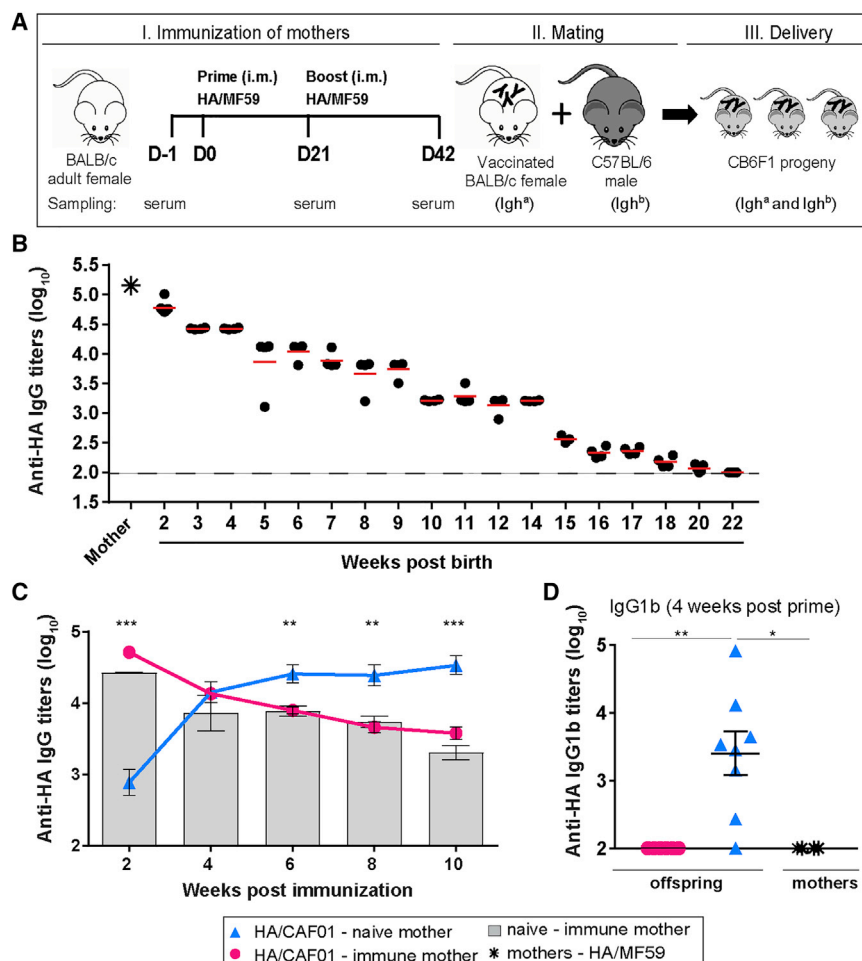 A
I. Immunization of mothers
II. Mating
III. Delivery
Prime (i.m.)
HA/MF59
Boost (i.m.)
HA/MF59
BALB/c
adult female
D-1
D0
D21
D42
Vaccinated
BALB/c female
C57BL/6
male
CB6F1 progeny
Sampling:
serum
serum
serum
(Ighᵃ)
(Ighᵇ)
(Ighᵃ and Ighᵇ)
B
Anti-HA IgG titers (log₁₀)
5.5
5.0
4.5
4.0
3.5
3.0
2.5
2.0
1.5
Mother 2 3 4 5 6 7 8 9 10 11 12 14 15 16 17 18 20 22
Weeks post birth
C
Anti-HA IgG titers (log₁₀)
*** ** ** ***
5
4
3
2
2 4 6 8 10
Weeks post immunization
D
IgG1b (4 weeks post prime)
** *
Anti-HA IgG1b titers (log₁₀)
5
4
3
2
offspring
mothers
HA/CAF01 - naive mother
naive - immune mother
HA/CAF01 - immune mother
mothers - HA/MF59